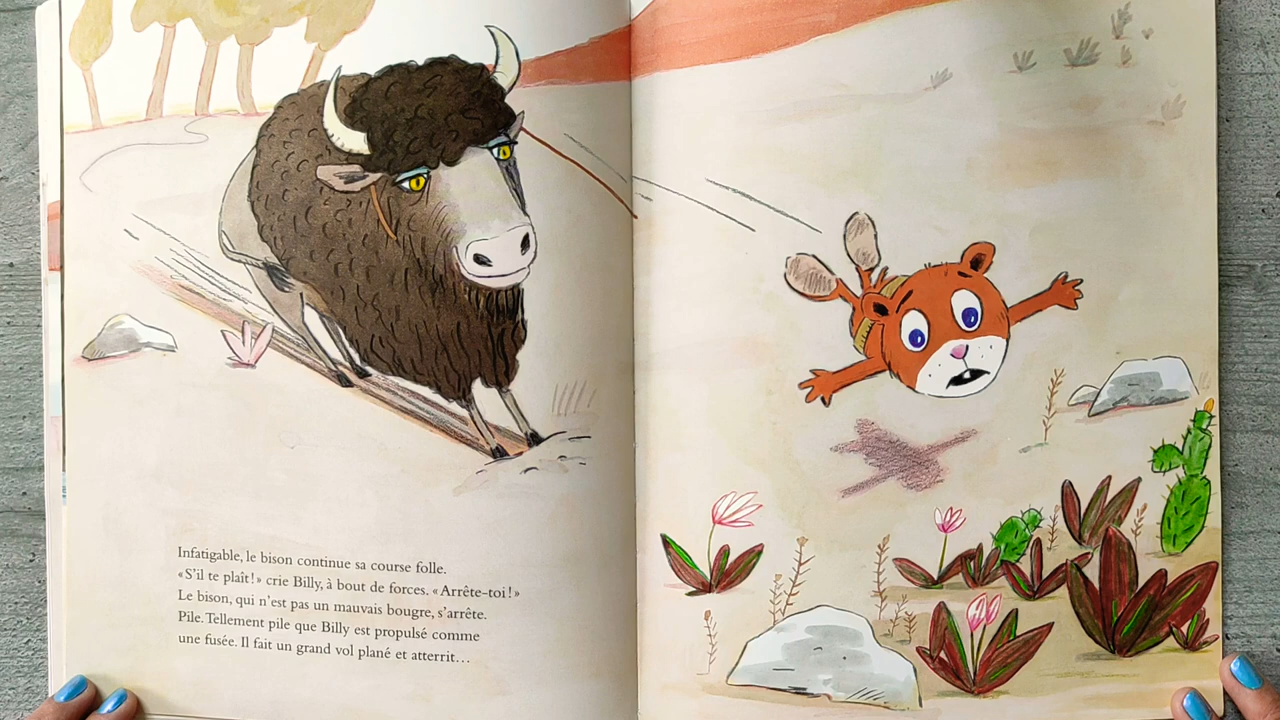 Infatigable, le bison continue sa course folle.
«S'il te plaît!» crie Billy, à bout de forces. «Arrête-toi!»
Le bison, qui n'est pas un mauvais bougre, s'arrête.
Pile. Tellement pile que Billy est propulsé comme
une fusée. Il fait un grand vol plané et atterrit…